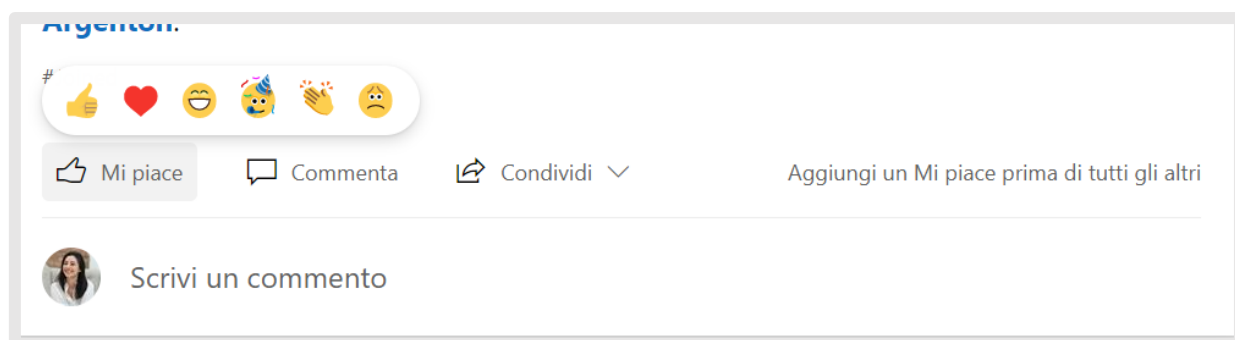 Argenton.
#
Mi piace
Commenta
Condividi
Aggiungi un Mi piace prima di tutti gli altri
Scrivi un commento